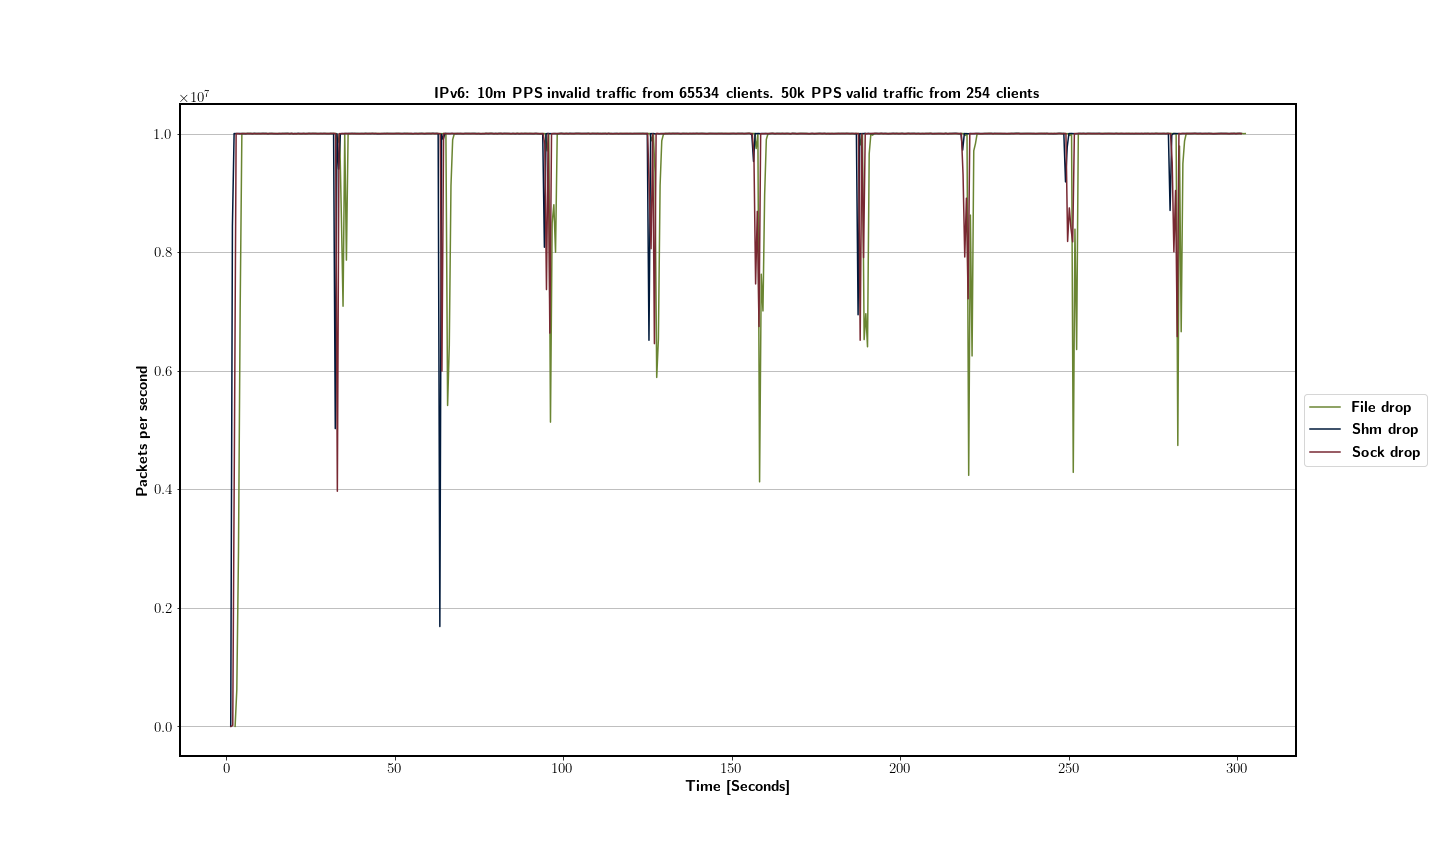 IPv6: 10m PPS invalid traffic from 65534 clients. 50k PPS valid traffic from 254 clients
×10⁷
1.0
0.8
0.6
0.4
0.2
0.0
Packets per second
0 50 100 150 200 250 300
Time [Seconds]
File drop
Shm drop
Sock drop